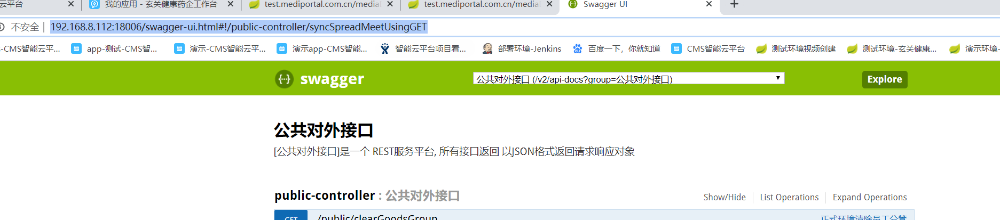 云平台 我的应用 - 玄关健康药企工作台 test.mediportal.com.cn/media test.mediportal.com.cn/media Swagger UI
不安全 | 192.168.8.112:18006/swagger-ui.html#!/public-controller/syncSpreadMeetUsingGET
-CMS智能云平... app-测试-CMS智... 演示-CMS智能云平... 演示app-CMS智能... 智能云平台项目看... 部署环境-Jenkins 百度一下，你就知道 CMS智能云平台 测试环境视频创建 测试环境-玄关健康... 演示环境-
swagger 公共对外接口 (/v2/api-docs?group=公共对外接口) Explore
公共对外接口
[公共对外接口]是一个 REST服务平台, 所有接口返回 以JSON格式返回请求响应对象
public-controller : 公共对外接口 Show/Hide List Operations Expand Operations
GET /public/clearGoodsGroup 正式环境清除员工分管